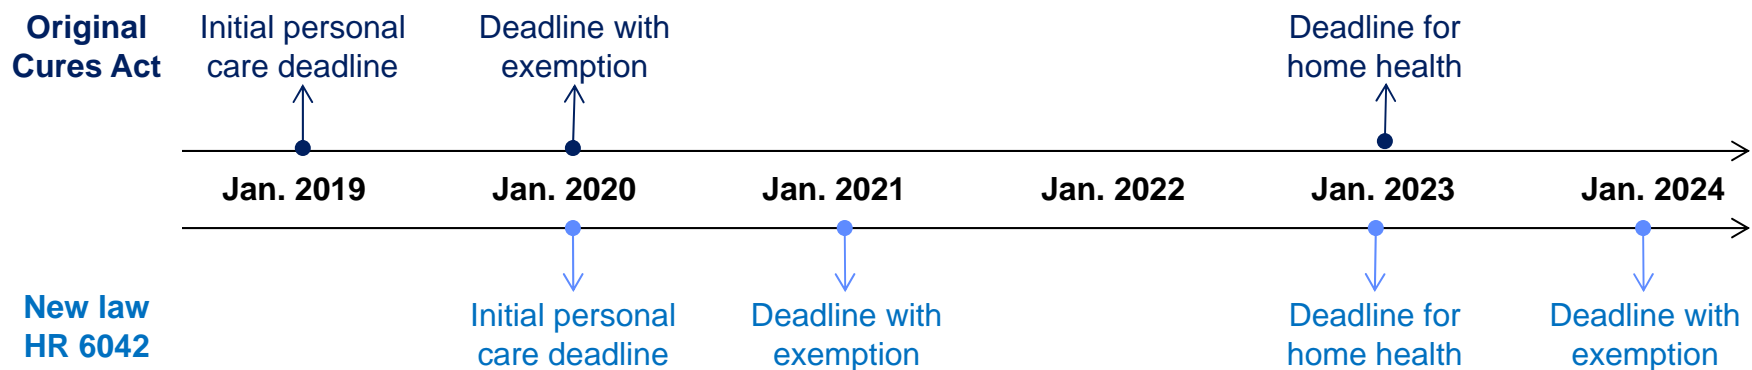 Original
Cures Act
Initial personal
care deadline
Deadline with
exemption
Deadline for
home health
Jan. 2019
Jan. 2020
Jan. 2021
Jan. 2022
Jan. 2023
Jan. 2024
New law
HR 6042
Initial personal
care deadline
Deadline with
exemption
Deadline for
home health
Deadline with
exemption